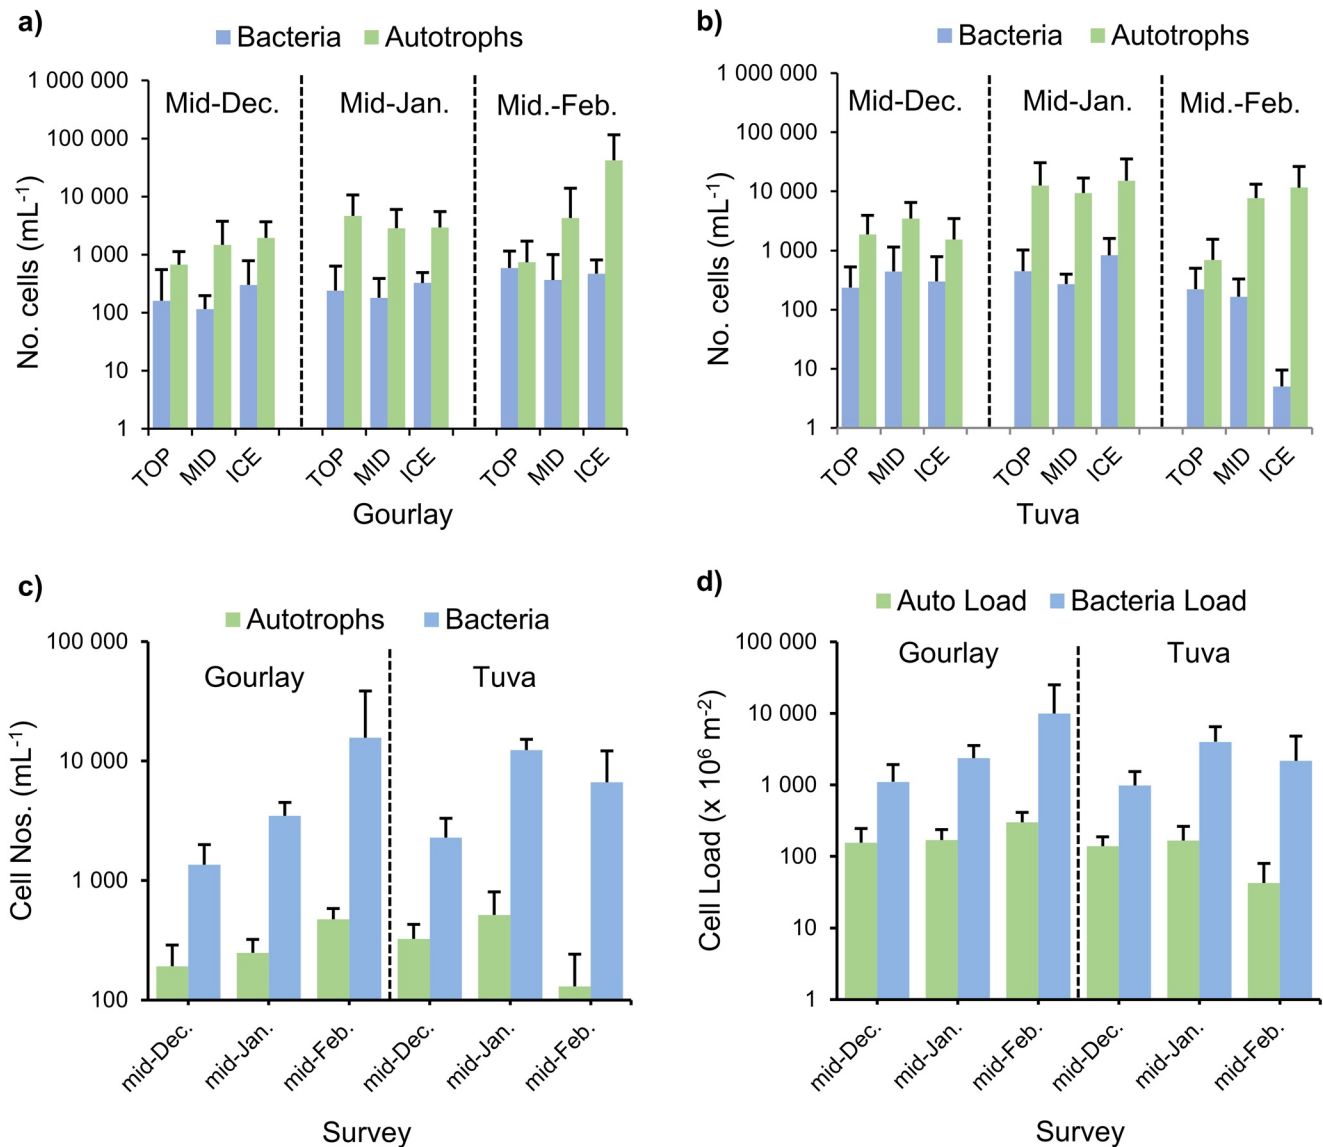 a)
Bacteria Autotrophs
1 000 000
100 000
10 000
1 000
100
10
1
No. cells (mL-1)
Mid-Dec. Mid-Jan. Mid.-Feb.
TOP MID ICE TOP MID ICE TOP MID ICE
Gourlay
b)
Bacteria Autotrophs
1 000 000
100 000
10 000
1 000
100
10
1
No. cells (mL-1)
Mid-Dec. Mid-Jan. Mid.-Feb.
TOP MID ICE TOP MID ICE TOP MID ICE
Tuva
c)
Autotrophs Bacteria
100 000
10 000
1 000
100
Cell Nos. (mL-1)
Gourlay Tuva
mid-Dec. mid-Jan. mid-Feb. mid-Dec. mid-Jan. mid-Feb.
Survey
d)
Auto Load Bacteria Load
100 000
10 000
1 000
100
10
1
Cell Load (x 10⁶ m-2)
Gourlay Tuva
mid-Dec. mid-Jan. mid-Feb. mid-Dec. mid-Jan. mid-Feb.
Survey